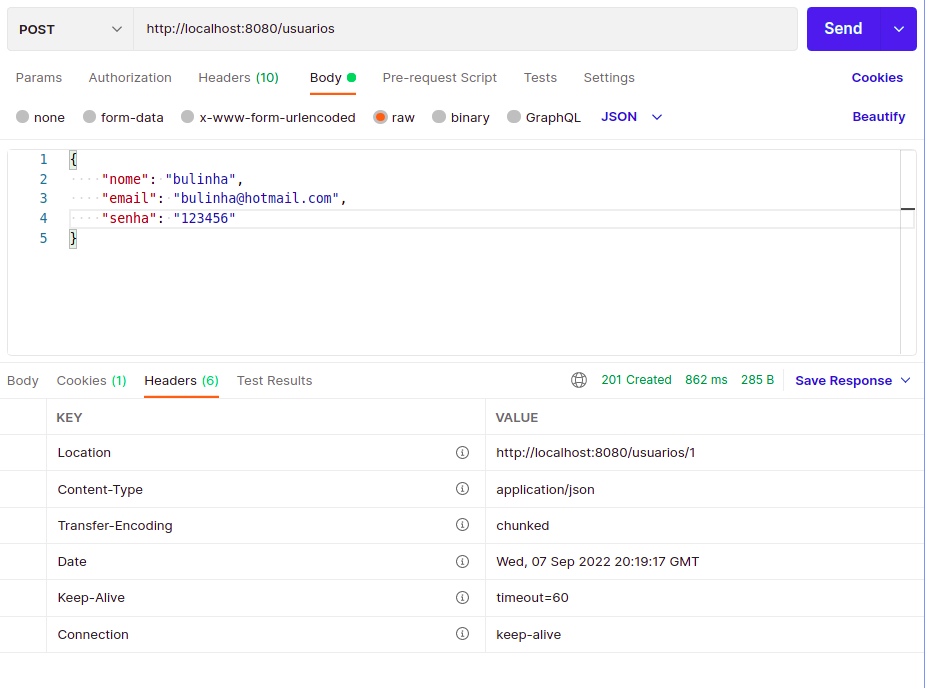 POST http://localhost:8080/usuarios Send
Params Authorization Headers (10) Body Pre-request Script Tests Settings Cookies
none form-data x-www-form-urlencoded raw binary GraphQL JSON Beautify
1 {
2 "nome": "bulinha",
3 "email": "bulinha@hotmail.com",
4 "senha": "123456"
5 }
Body Cookies (1) Headers (6) Test Results 201 Created 862 ms 285 B Save Response
KEY VALUE
Location http://localhost:8080/usuarios/1
Content-Type application/json
Transfer-Encoding chunked
Date Wed, 07 Sep 2022 20:19:17 GMT
Keep-Alive timeout=60
Connection keep-alive